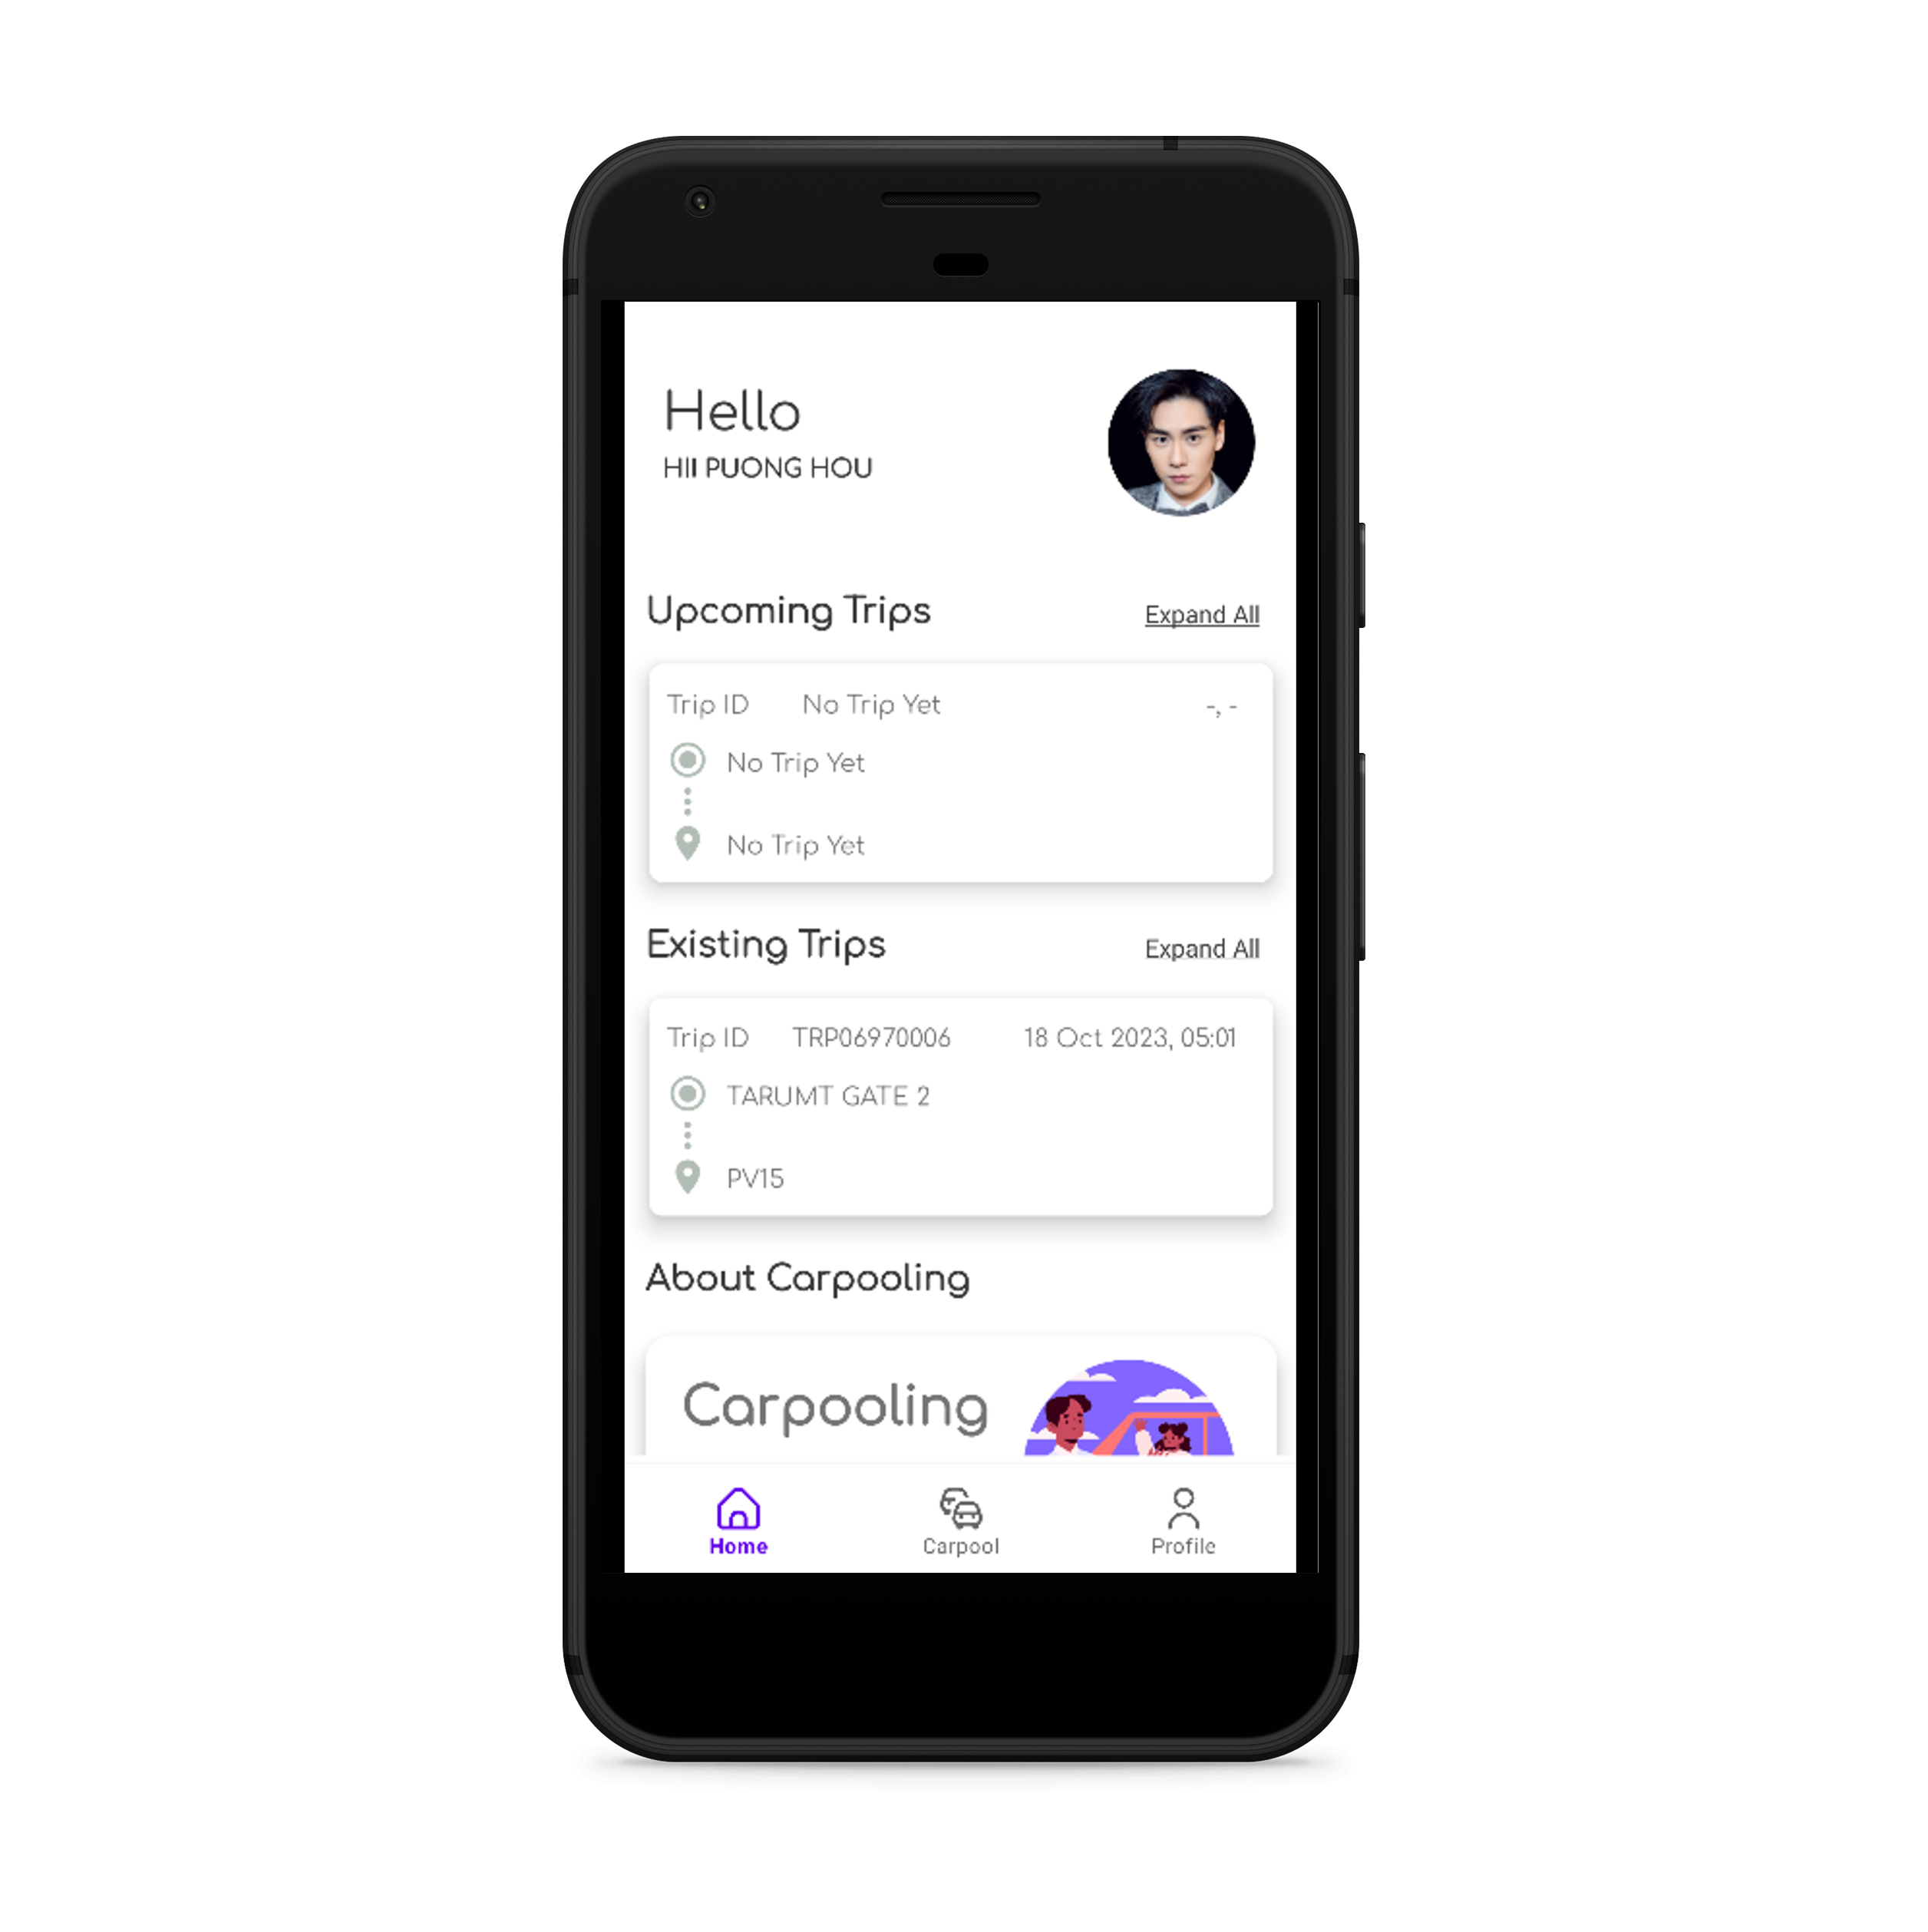 Hello
HII PUONG HOU
Upcoming Trips Expand All
Trip ID No Trip Yet -, -
No Trip Yet
No Trip Yet
Existing Trips Expand All
Trip ID TRP06970006 18 Oct 2023, 05:01
TARUMT GATE 2
PV15
About Carpooling
Carpooling
Home Carpool Profile